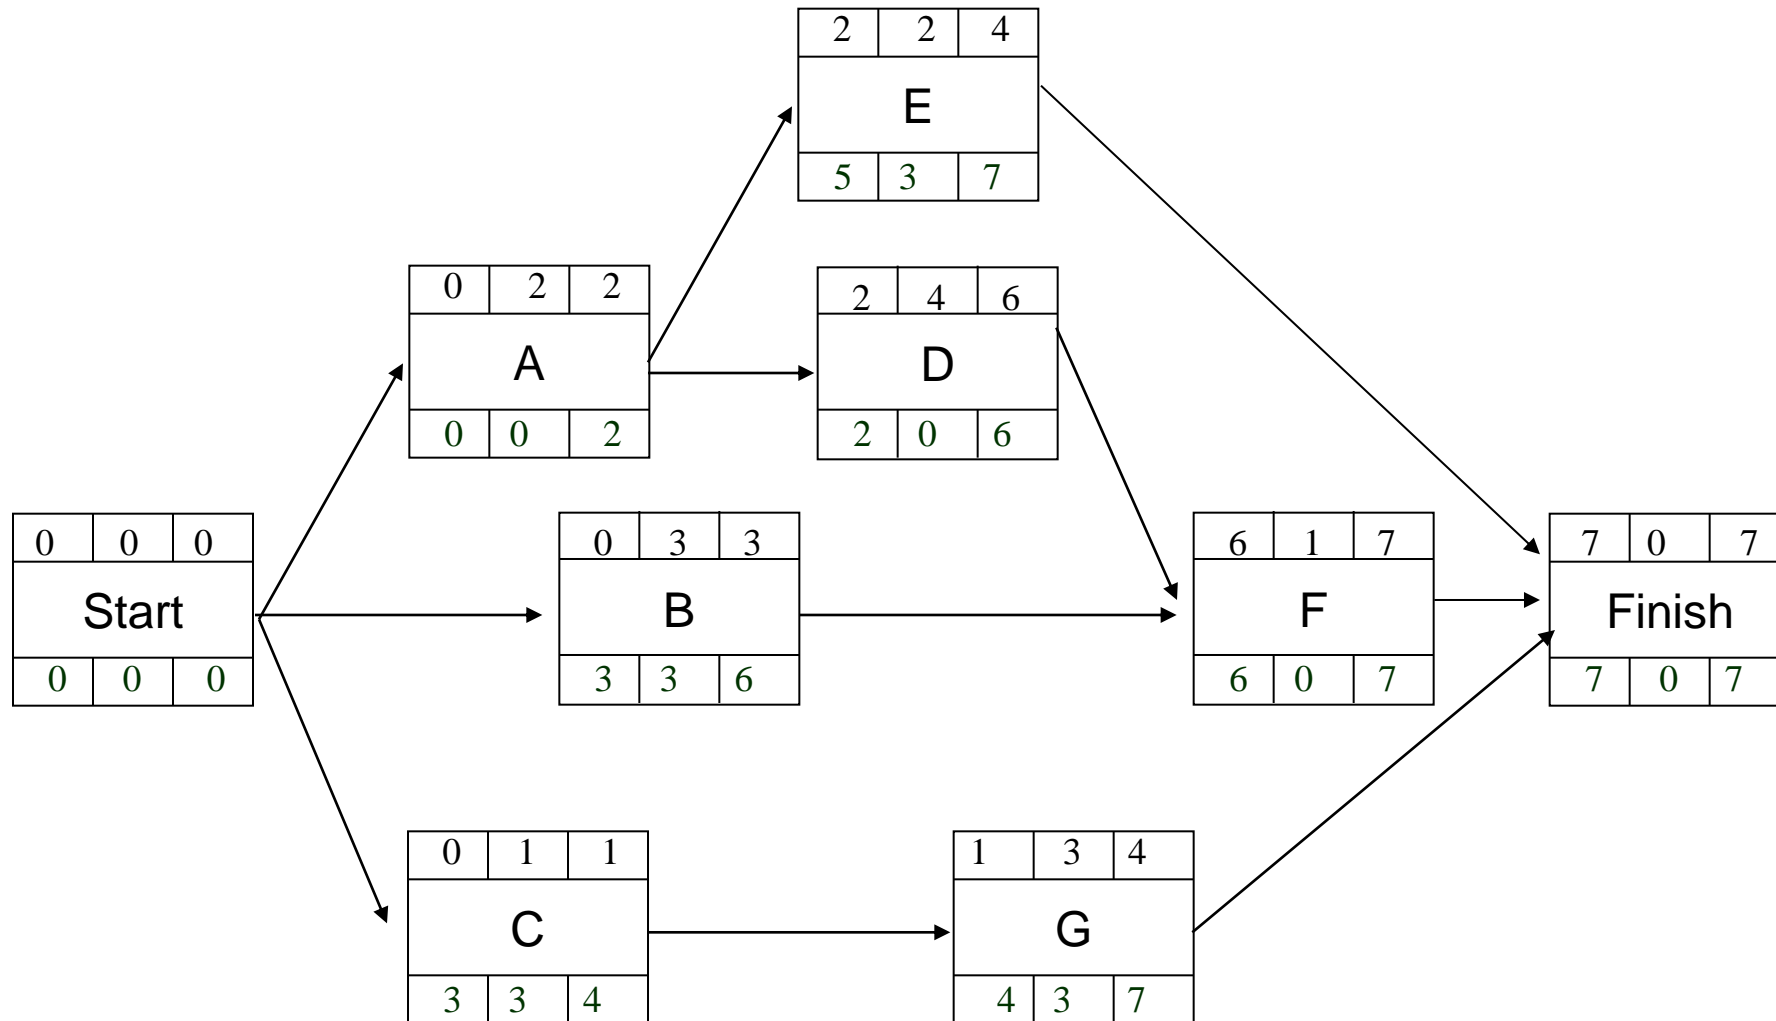 2 2 4
E
5 3 7
0 2 2
A
0 0 2
2 4 6
D
2 0 6
0 0 0
Start
0 0 0
0 3 3
B
3 3 6
6 1 7
F
6 0 7
7 0 7
Finish
7 0 7
0 1 1
C
3 3 4
1 3 4
G
4 3 7